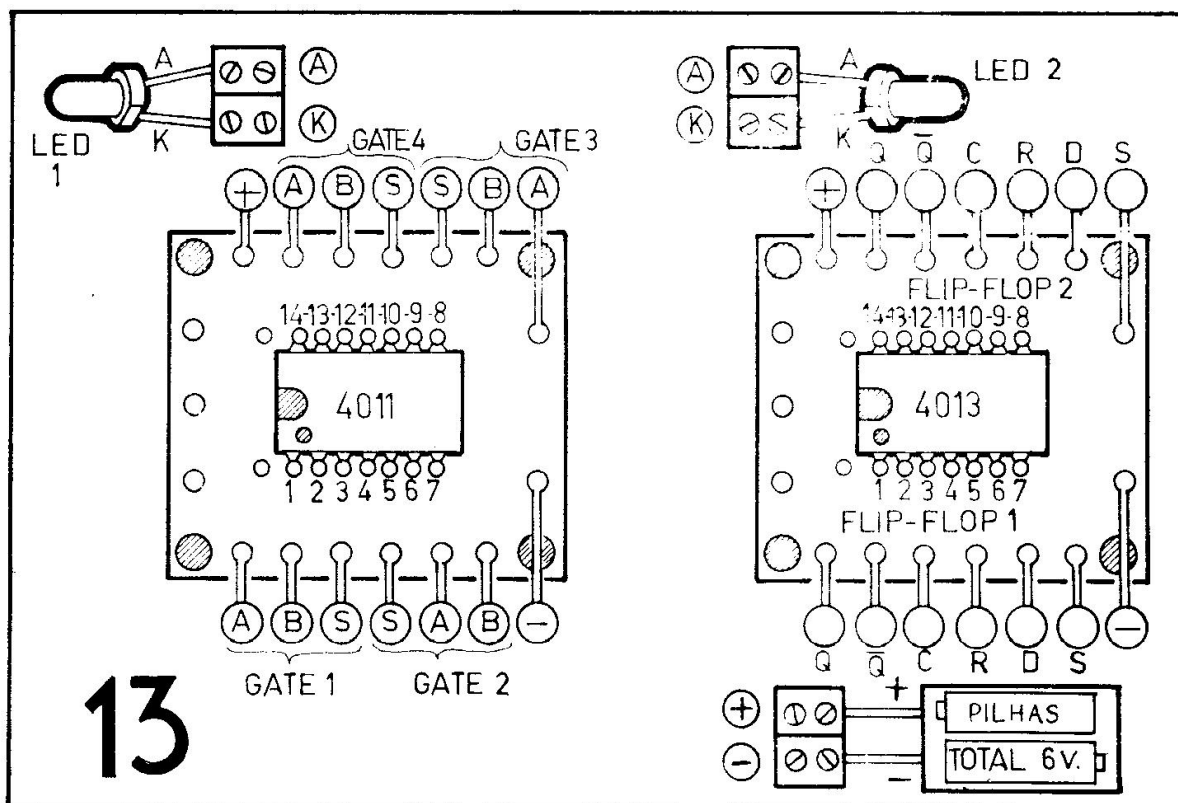 A
K
A
K
LED
1
A
K
A
K
LED 2
GATE 4
GATE 3
+ A B S S B A
14-13-12-11-10-9-8
4011
1 2 3 4 5 6 7
A B S S A B −
GATE 1
GATE 2
Q Q̅ C R D S
+
FLIP-FLOP 2
14-13-12-11-10-9-8
4013
1 2 3 4 5 6 7
FLIP-FLOP 1
−
Q Q̅ C R D S
13
+
−
+
−
PILHAS
TOTAL 6V.